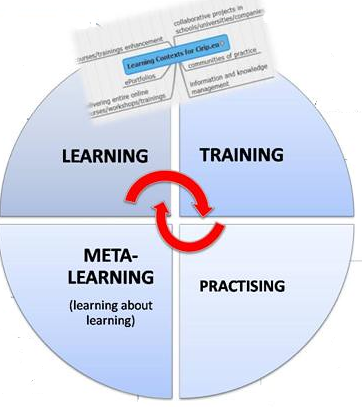 collaborative projects in
schools/universities/companies
courses/trainings enhancement
Learning Contexts for Cirip.eu
communities of practice
ePortfolios
information and knowledge
management
delivering entire online
courses/workshops/trainings
LEARNING
TRAINING
META-
LEARNING
(learning about
learning)
PRACTISING